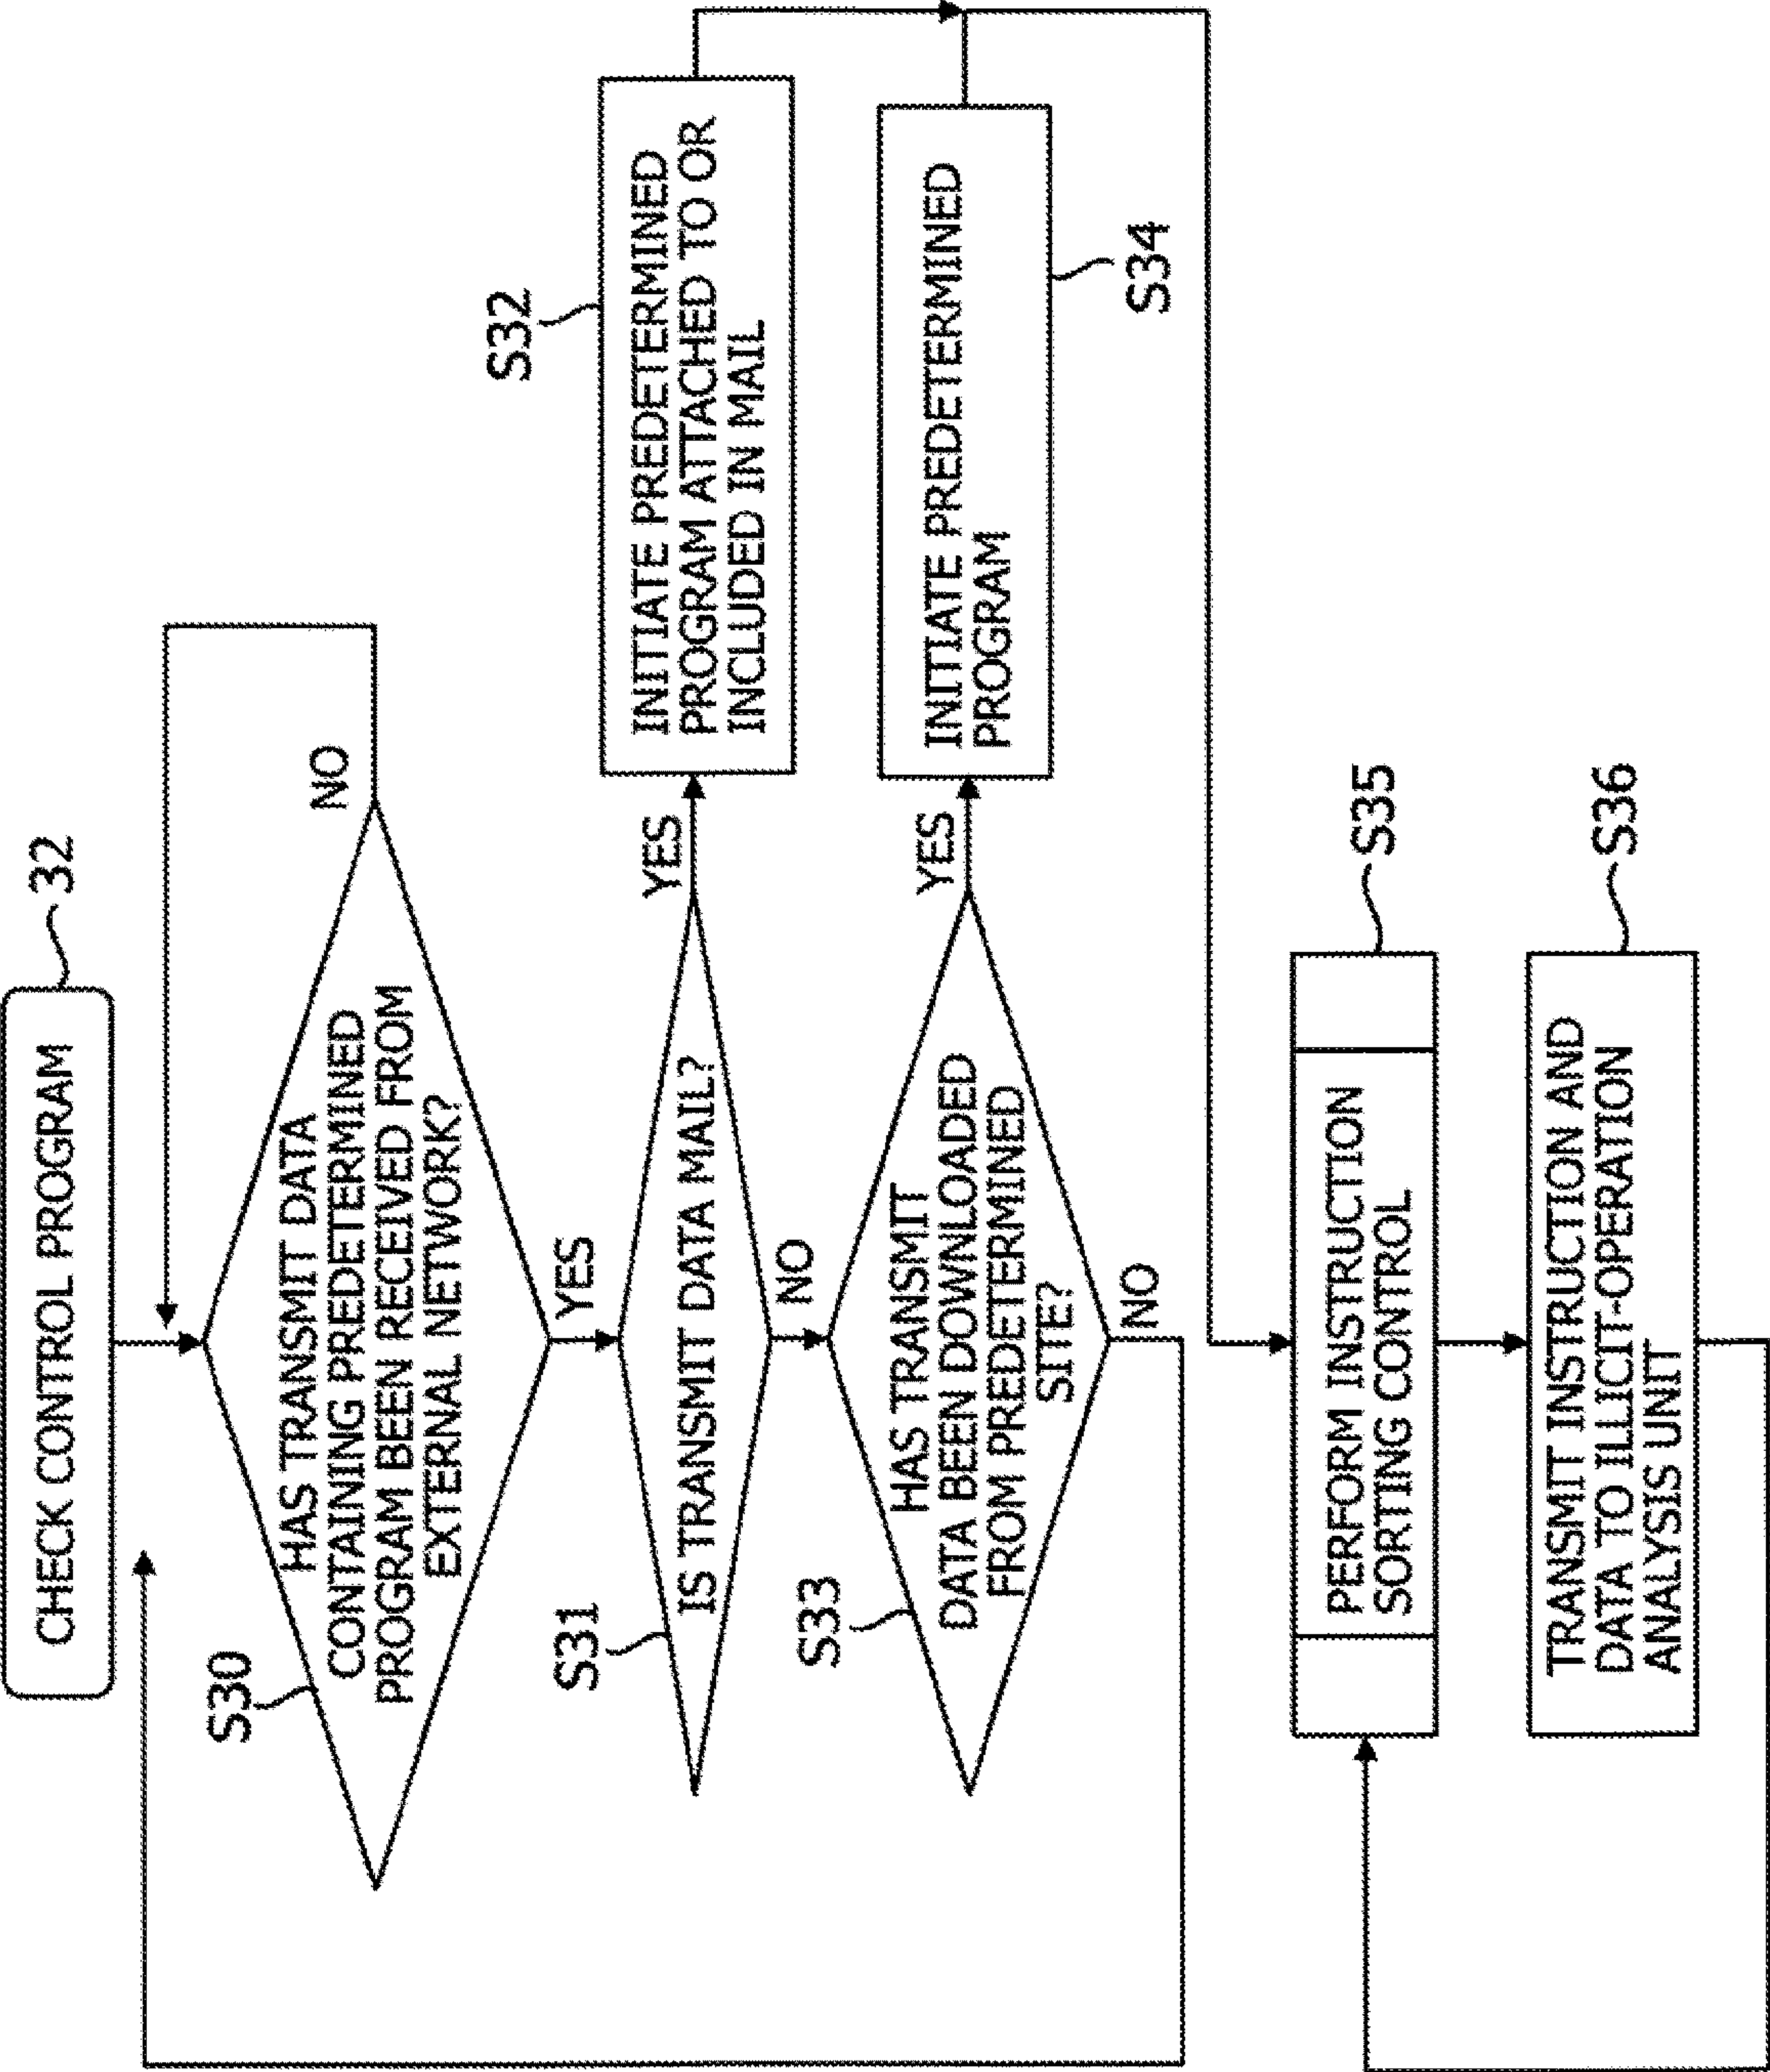 CHECK CONTROL PROGRAM
32
S30
HAS TRANSMIT DATA
CONTAINING PREDETERMINED
PROGRAM BEEN RECEIVED FROM
EXTERNAL NETWORK?
NO
YES
S31
IS TRANSMIT DATA MAIL?
YES
NO
S32
INITIATE PREDETERMINED
PROGRAM ATTACHED TO OR
INCLUDED IN MAIL
S33
HAS TRANSMIT
DATA BEEN DOWNLOADED
FROM PREDETERMINED
SITE?
YES
NO
INITIATE PREDETERMINED
PROGRAM
S34
S35
PERFORM INSTRUCTION
SORTING CONTROL
S36
TRANSMIT INSTRUCTION AND
DATA TO ILLICIT-OPERATION
ANALYSIS UNIT